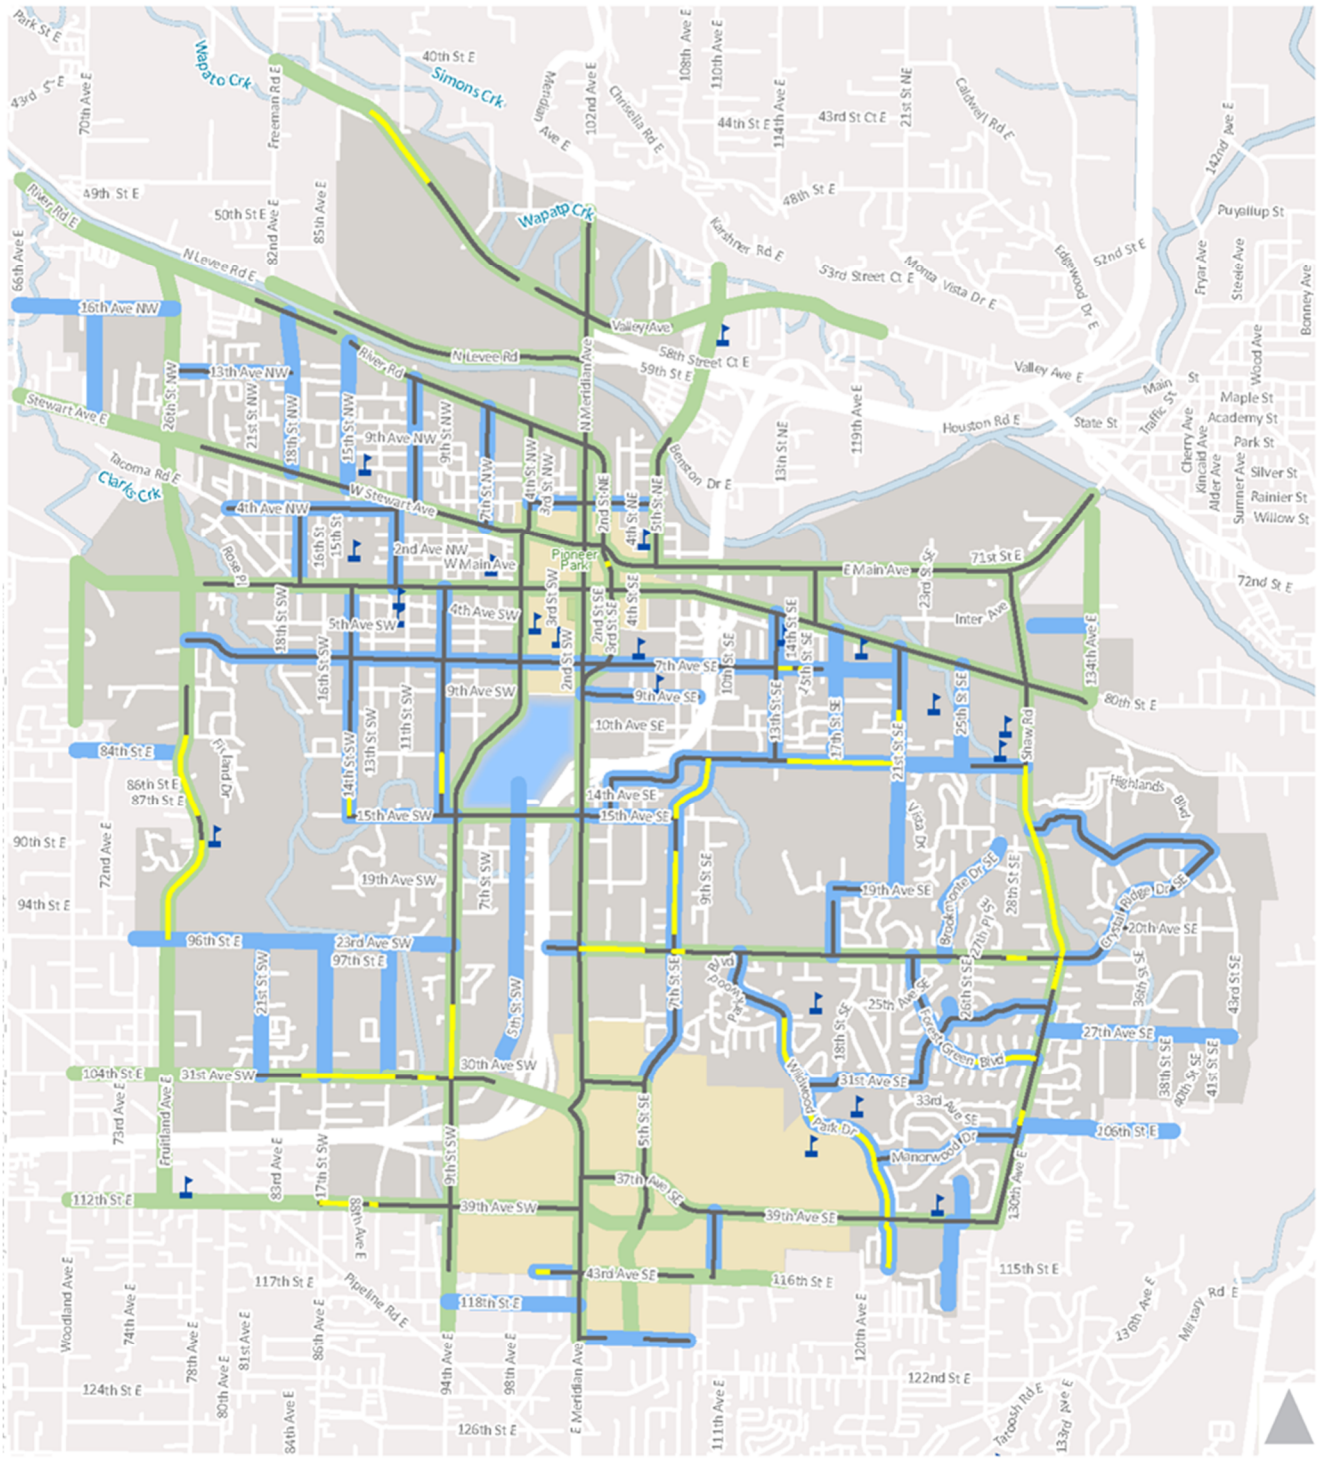 Park St E
Wapato Crk
40th St E
Simons Crk
43rd S E
70th Ave E
Freeman Rd E
Meridian Ave E
102nd Ave E
Chrisella Rd E
108th Ave E
110th Ave E
44th St E
114th Ave E
43rd St Ct E
21st St NE
Caldwell Rd E
142nd Ave E
River Rd E
49th St E
50th St E
82nd Ave E
85th Ave E
Wapato Crk
48th St E
Karshner Rd E
53rd Street Ct E
Monta Vista Dr E
Edgewood Dr E
52nd St E
Puyallup St
Fryar Ave
Steele Ave
Bonney Ave
66th Ave E
N Levee Rd E
16th Ave NW
Valley Ave
N Levee Rd
River Rd
58th Street Ct E
59th St E
N Meridian Ave
Valley Ave E
Main St
Traffic St
Wood Ave
Maple St
Academy St
State St
Houston Rd E
13th Ave NW
26th St NW
Stewart Ave E
21st St NW
18th St NW
15th St NW
9th Ave NW
9th St NW
7th St NW
4th St NW
3rd St NW
119th Ave E
13th St NE
Benston Dr E
Cherry Ave
Kincaid Ave
Alder Ave
Sumner Ave
Park St
Silver St
Rainier St
Willow St
Tacoma Rd E
Clarks Crk
W Stewart Ave
4th Ave NW
2nd St NE
4th St NE
5th St NE
16th St
15th St
2nd Ave NW
W Main Ave
Pioneer Park
E Main Ave
71st St E
72nd St E
Rose Pl
18th St SW
5th Ave SW
4th Ave SW
3rd St SW
2nd St SW
2nd St SE
3rd St SE
4th St SE
23rd St SE
Inter Ave
134th Ave E
14th St SE
15th St SE
16th St SW
7th Ave SE
10th St SE
9th Ave SW
9th Ave SE
80th St E
11th St SW
13th St SW
14th St SW
10th Ave SE
13th St SE
17th St SE
21st St SE
25th St SE
Shaw Rd
84th St E
86th St E
87th St E
14th Ave SE
15th Ave SW
15th Ave SE
Highlands Blvd
Vista Dr
90th St E
72nd Ave E
19th Ave SW
7th St SW
9th St SE
19th Ave SE
Brookmonte Dr SE
28th St SE
Crystal Ridge Dr SE
94th St E
96th St E
23rd Ave SW
97th St E
27th Pl SE
20th Ave SE
21st St SW
5th St SW
7th St SE
25th Ave SE
26th St SE
36th St SE
43rd St SE
18th St SE
Forest Green Blvd
27th Ave SE
30th Ave SW
104th St E
31st Ave SW
Wildwood Park Dr
31st Ave SE
38th St SE
40th St SE
41st St SE
73rd Ave E
Fruitland Ave E
5th St SE
33rd Ave SE
106th St E
Manorwood Dr
83rd Ave E
17th St SW
9th St SW
37th Ave SE
130th Ave E
112th St E
88th Ave E
39th Ave SW
39th Ave SE
Woodland Ave E
74th Ave E
117th St E
Pipeline Rd E
43rd Ave SE
116th St E
115th St E
118th St E
78th Ave E
80th Ave E
81st Ave E
86th Ave E
94th Ave E
98th Ave E
E Meridian Ave
120th Ave E
136th Ave E
Military Rd E
124th St E
84th Ave E
126th St E
111th Ave E
122nd St E
Tatoosh Rd E
133rd Ave E